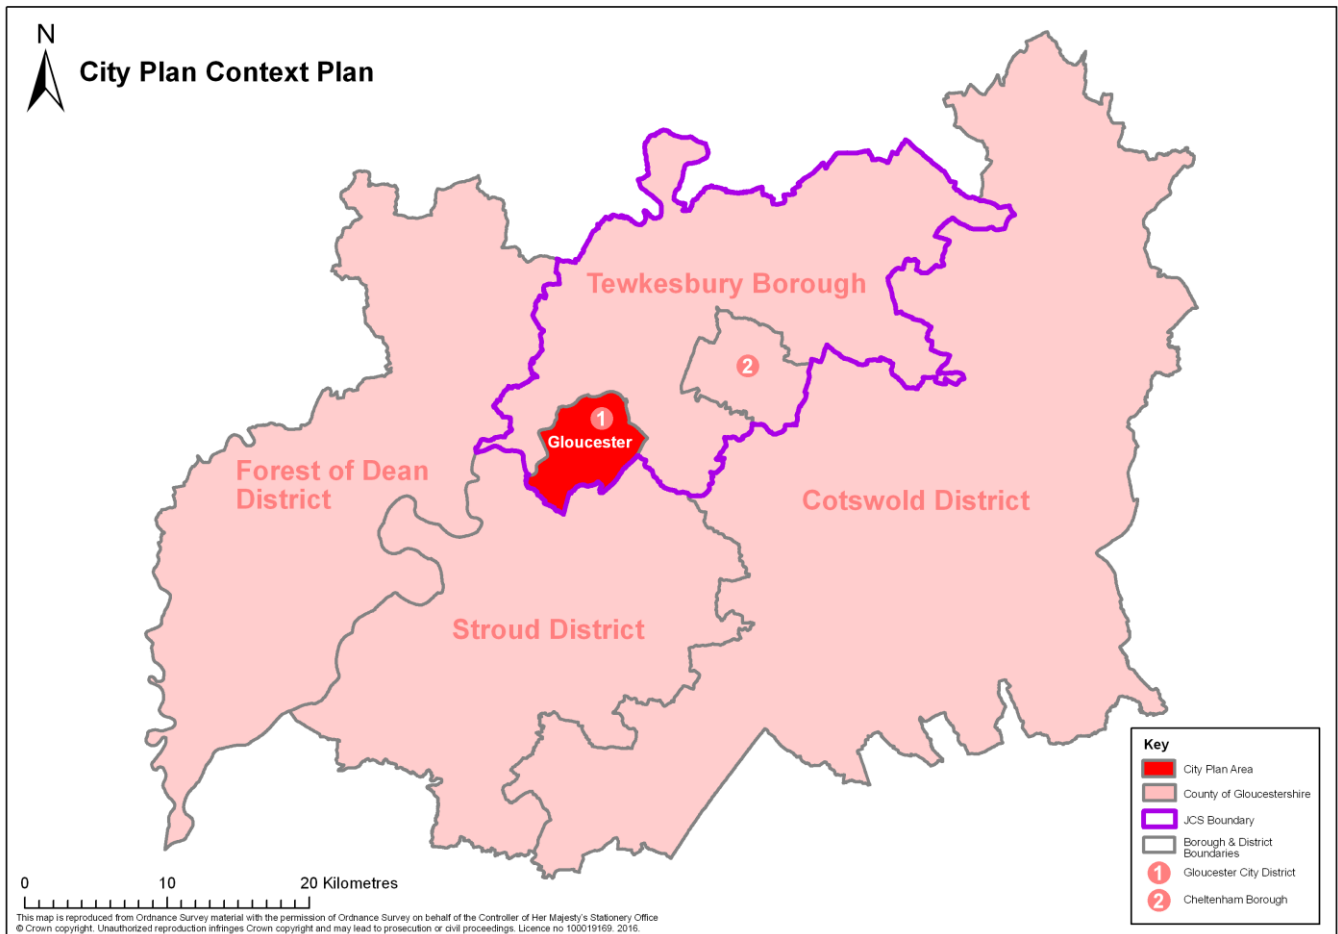 N
City Plan Context Plan
Tewkesbury Borough
2
1
Gloucester
Forest of Dean
District
Cotswold District
Stroud District
Key
City Plan Area
County of Gloucestershire
JCS Boundary
Borough & District
Boundaries
1 Gloucester City District
2 Cheltenham Borough
0 10 20 Kilometres
This map is reproduced from Ordnance Survey material with the permission of Ordnance Survey on behalf of the Controller of Her Majesty's Stationery Office
© Crown copyright. Unauthorized reproduction infringes Crown copyright and may lead to prosecution or civil proceedings. Licence no 100019169. 2016.